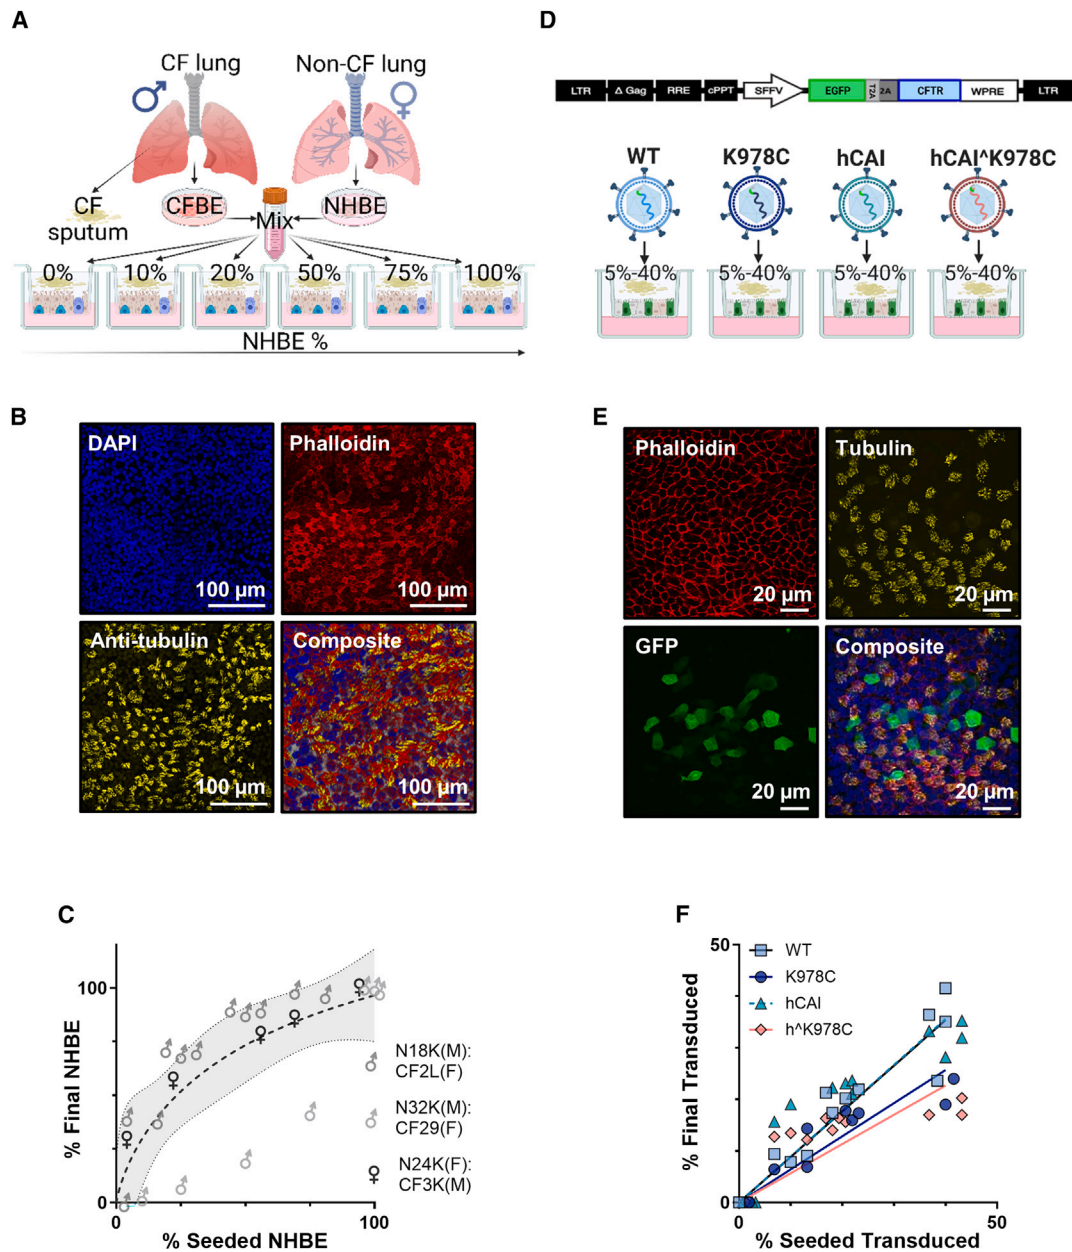 A
CF lung
Non-CF lung
CF
sputum
CFBE
Mix
NHBE
0%
10%
20%
50%
75%
100%
NHBE %
D
LTR
Δ Gag
RRE
cPPT
SFFV
EGFP
T2A
2A
CFTR
WPRE
LTR
WT
K978C
hCAI
hCAI^K978C
5%-40%
5%-40%
5%-40%
5%-40%
B
DAPI
Phalloidin
100 µm
100 µm
Anti-tubulin
Composite
100 µm
100 µm
E
Phalloidin
Tubulin
20 µm
20 µm
GFP
Composite
20 µm
20 µm
C
% Final NHBE
100
0
0
100
% Seeded NHBE
♂ N18K(M):
CF2L(F)
♂ N32K(M):
CF29(F)
♀ N24K(F):
CF3K(M)
F
% Final Transduced
50
0
0
50
% Seeded Transduced
WT
K978C
hCAI
h^K978C